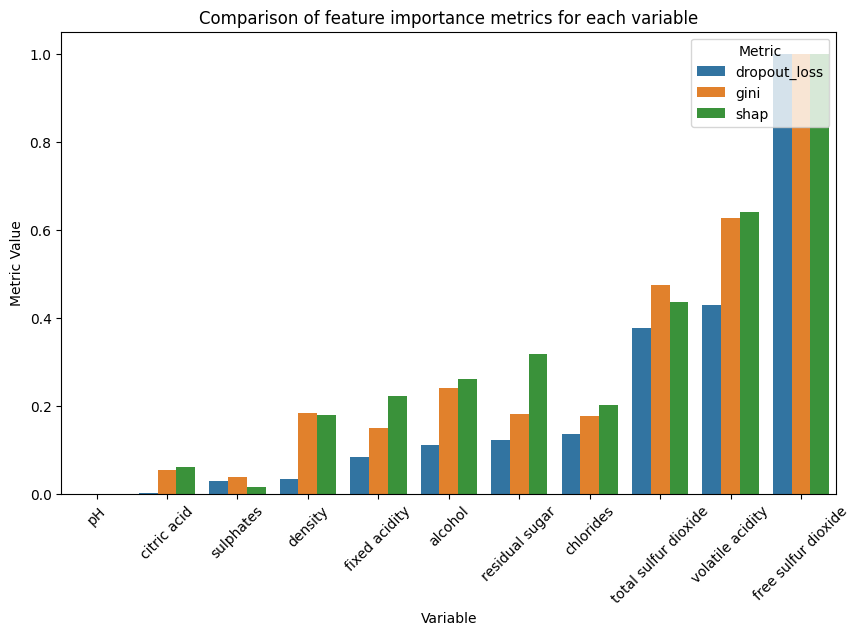 Comparison of feature importance metrics for each variable
Metric
dropout_loss
gini
shap
Metric Value
1.0
0.8
0.6
0.4
0.2
0.0
pH
citric acid
sulphates
density
fixed acidity
alcohol
residual sugar
chlorides
total sulfur dioxide
volatile acidity
free sulfur dioxide
Variable